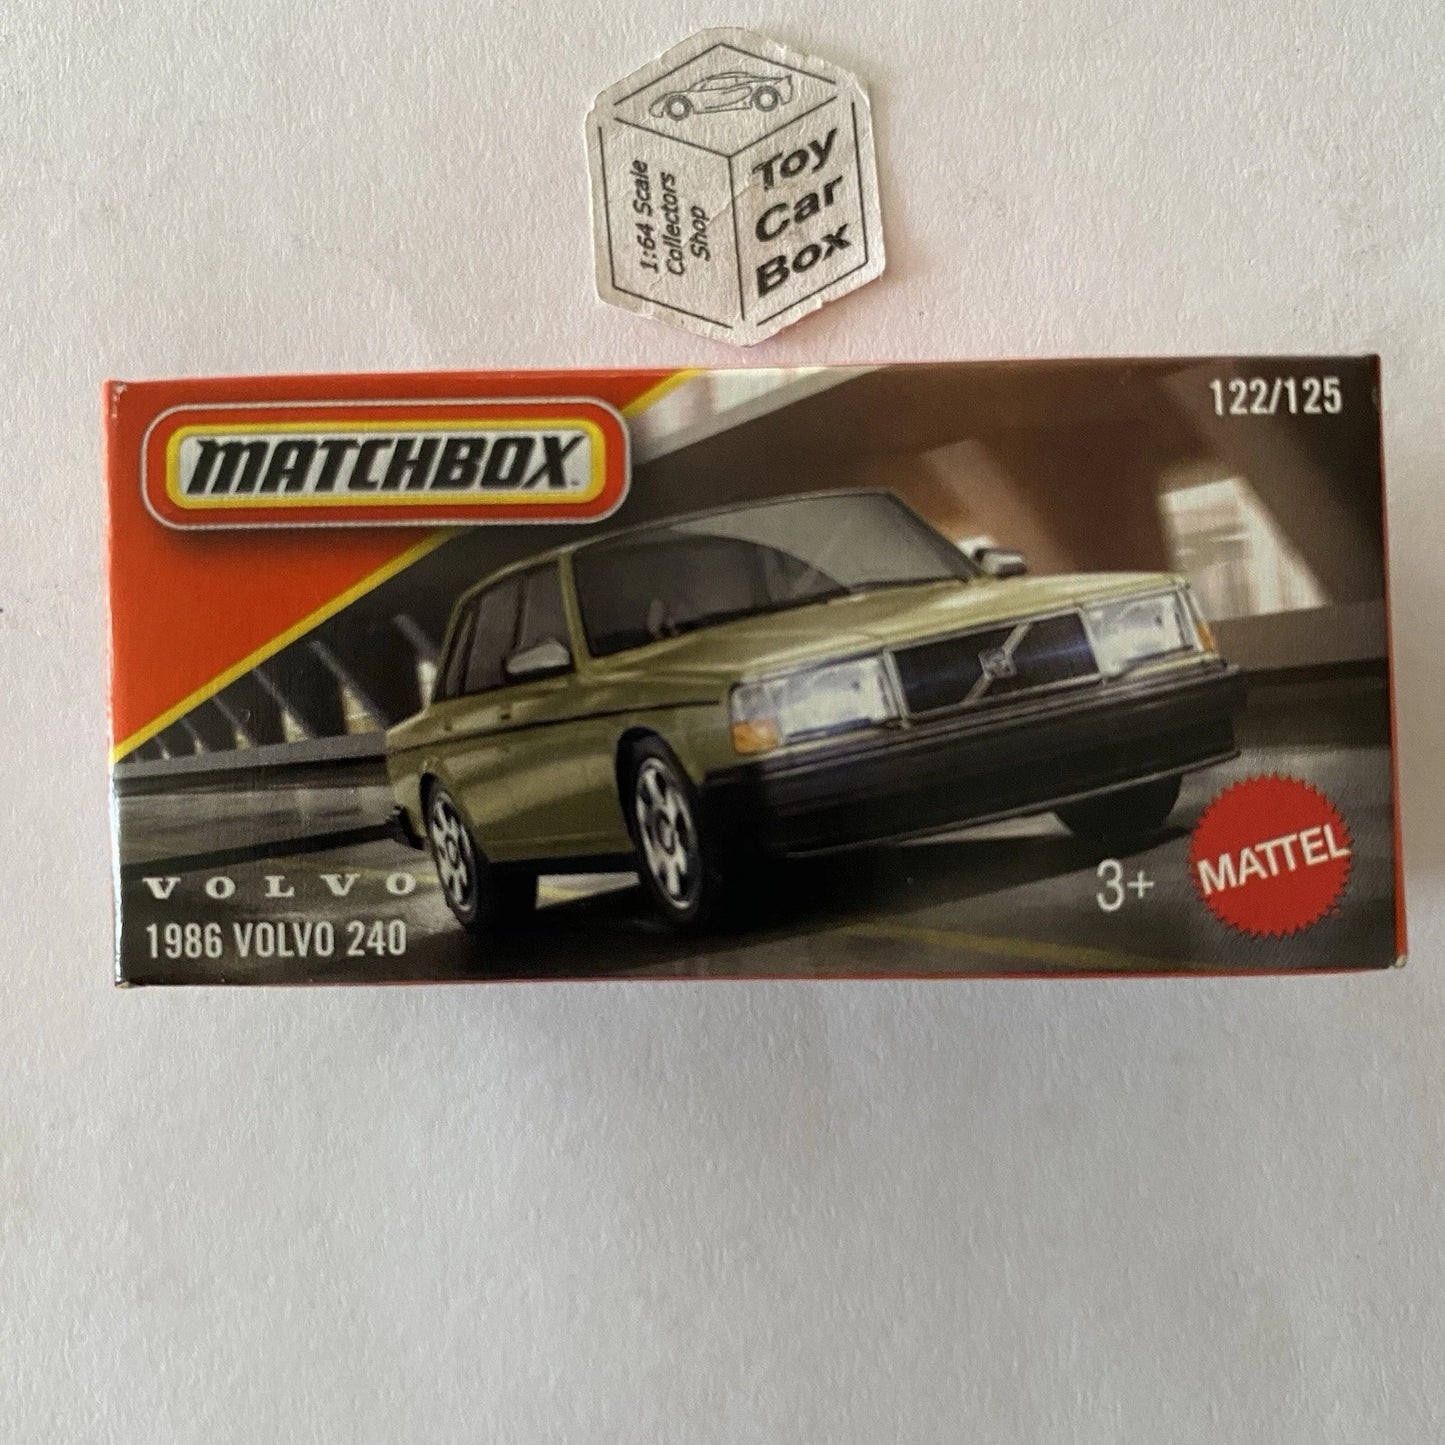 1:64 Scale
Collectors
Shop
Toy
Car
Box
MATCHBOX
122/125
VOLVO
1986 VOLVO 240
3+
MATTEL